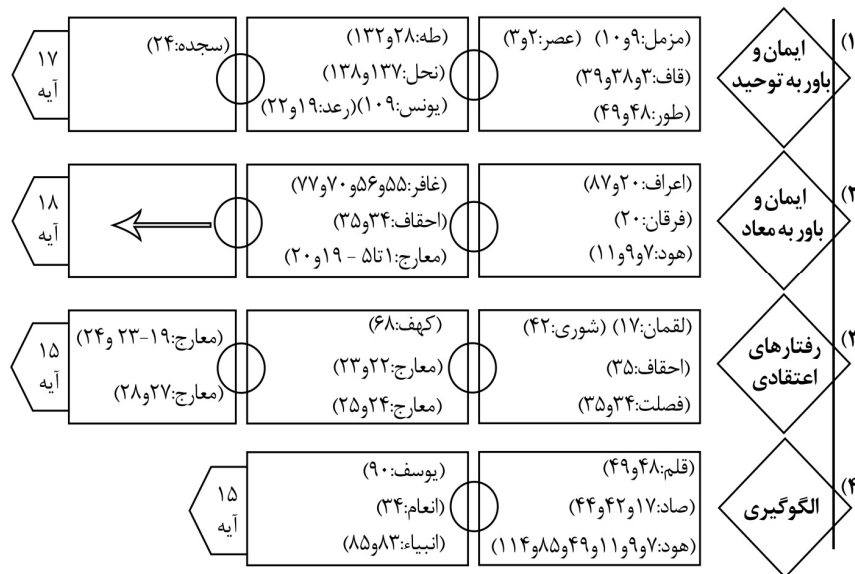 (۱
ایمان و
باور به توحید
(مزمل:۹و۱۰) (عصر:۲و۳)
(قاف:۳و۳۸و۳۹
(طور:۴۸و۴۹)
(طه:۲۸و۱۳۲)
(نحل:۱۳۷و۱۳۸)
(یونس:۱۰۹)(رعد:۱۹و۲۲)
(سجده:۲۴)
۱۷
آیه
(۲
ایمان و
باور به معاد
(اعراف:۲۰و۸۷
(فرقان:۲۰)
(هود:۷و۹و۱۱)
(غافر:۵۵و۵۶و۷۰و۷۷)
(احقاف:۳۴و۳۵)
(معارج:۱تا۵ - ۱۹و۲۰)
۱۸
آیه
(۳
رفتارهای
اعتقادی
(لقمان:۱۷) (شوری:۴۲)
(احقاف:۳۵)
(فصلت:۳۴و۳۵)
(کهف:۶۸)
(معارج:۲۲و۲۳)
(معارج:۲۴و۲۵)
(معارج:۱۹-۲۳ و۲۴)
(معارج:۲۷و۲۸)
۱۵
آیه
(۴
الگوگیری
(قلم:۴۸و۴۹)
(صاد:۱۷و۴۲و۴۴)
(هود:۷و۹و۱۱و۴۹و۸۵و۱۱۴)
(یوسف:۹۰)
(انعام:۳۴)
(انبیاء:۸۳و۸۵)
۱۵
آیه